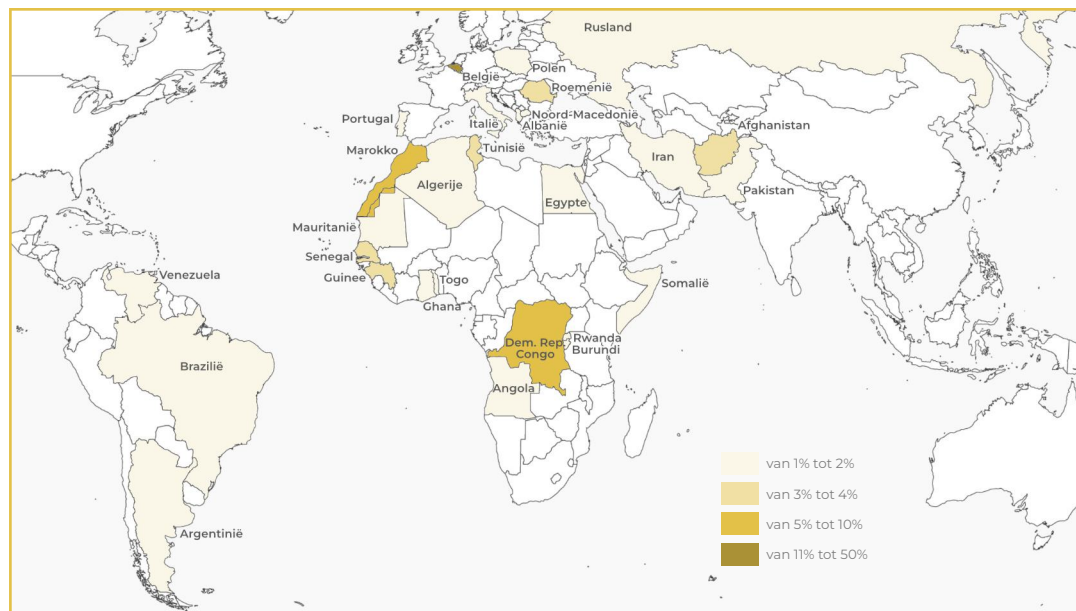 Rusland
Polen
België
Roemenië
Portugal
Italië
Noord-Macedonië
Albanië
Afghanistan
Marokko
Tunisië
Iran
Algerije
Pakistan
Egypte
Mauritanië
Senegal
Somalië
Venezuela
Guinee
Togo
Ghana
Dem. Rep.
Congo
Rwanda
Burundi
Brazilië
Angola
Argentinië
van 1% tot 2%
van 3% tot 4%
van 5% tot 10%
van 11% tot 50%